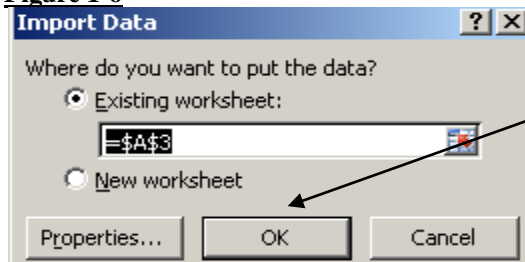 Import Data
Where do you want to put the data?
Existing worksheet:
=$A$3
New worksheet
Properties... OK Cancel